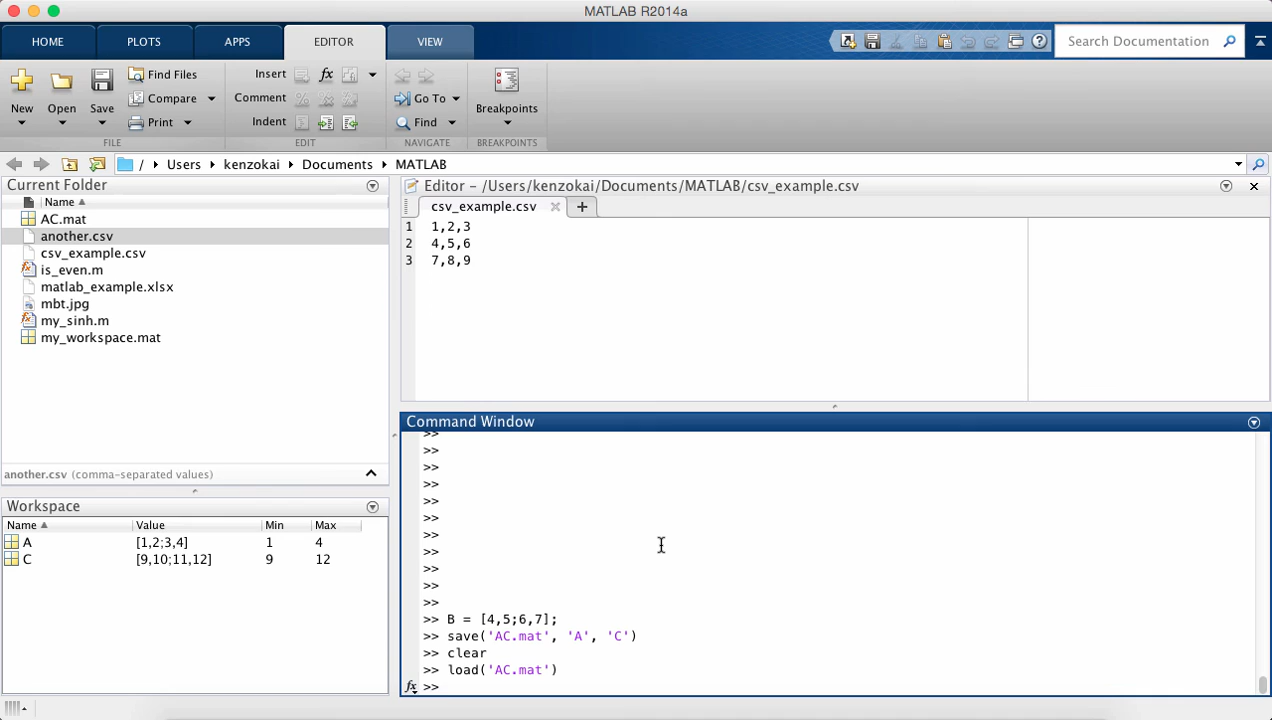 MATLAB R2014a
HOME PLOTS APPS EDITOR VIEW
Search Documentation
New Open Save
Find Files
Compare
Print
FILE
Insert fx
Comment
Indent
EDIT
Go To
Find
NAVIGATE
Breakpoints
BREAKPOINTS
/ Users kenzokai Documents MATLAB
Current Folder
Name
AC.mat
another.csv
csv_example.csv
is_even.m
matlab_example.xlsx
mbt.jpg
my_sinh.m
my_workspace.mat
another.csv (comma-separated values)
Workspace
Name Value Min Max
A [1,2;3,4] 1 4
C [9,10;11,12] 9 12
Editor – /Users/kenzokai/Documents/MATLAB/csv_example.csv
csv_example.csv
1 1,2,3
2 4,5,6
3 7,8,9
Command Window
>>
>>
>>
>>
>>
>>
>>
>>
>>
>>
>>
>> B = [4,5;6,7];
>> save('AC.mat', 'A', 'C')
>> clear
>> load('AC.mat')
fx >>